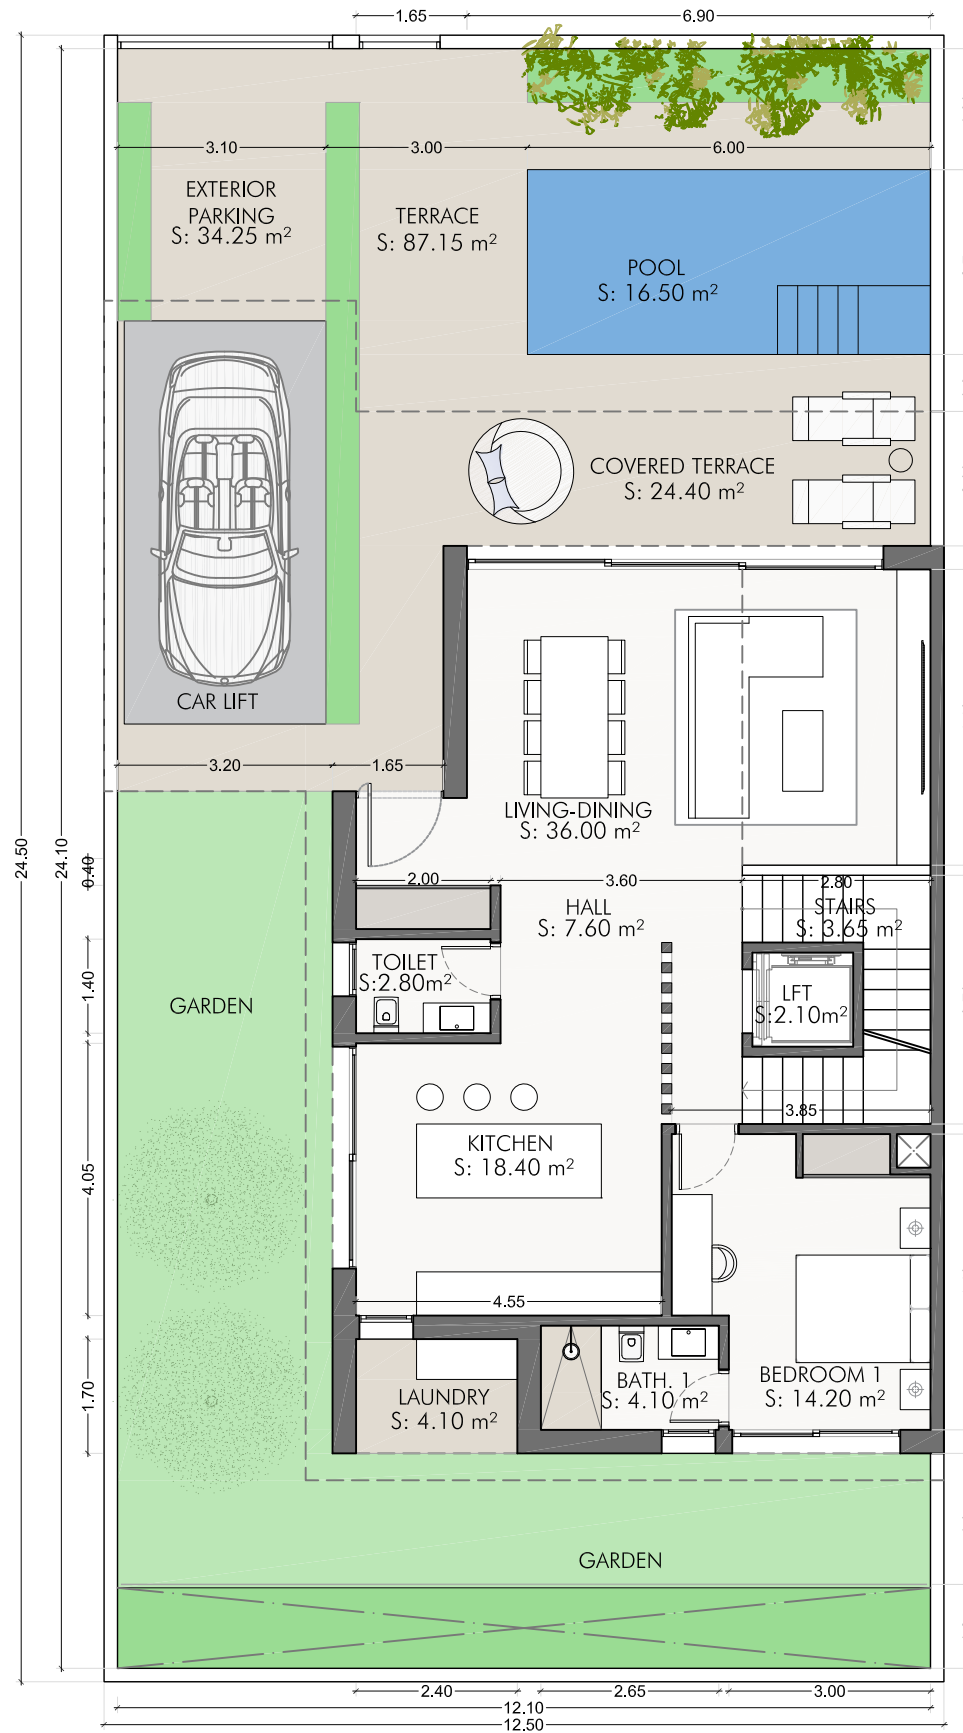 1.65
6.90
3.10
3.00
6.00
EXTERIOR
PARKING
S: 34.25 m²
TERRACE
S: 87.15 m²
POOL
S: 16.50 m²
COVERED TERRACE
S: 24.40 m²
CAR LIFT
3.20
1.65
LIVING-DINING
S: 36.00 m²
24.50
24.10
0.40
2.00
3.60
2.80
HALL
S: 7.60 m²
STAIRS
S: 3.65 m²
TOILET
S:2.80m²
1.40
LFT
S:2.10m²
GARDEN
3.85
KITCHEN
S: 18.40 m²
4.05
4.55
1.70
LAUNDRY
S: 4.10 m²
BATH. 1
S: 4.10 m²
BEDROOM 1
S: 14.20 m²
GARDEN
2.40
2.65
3.00
12.10
12.50